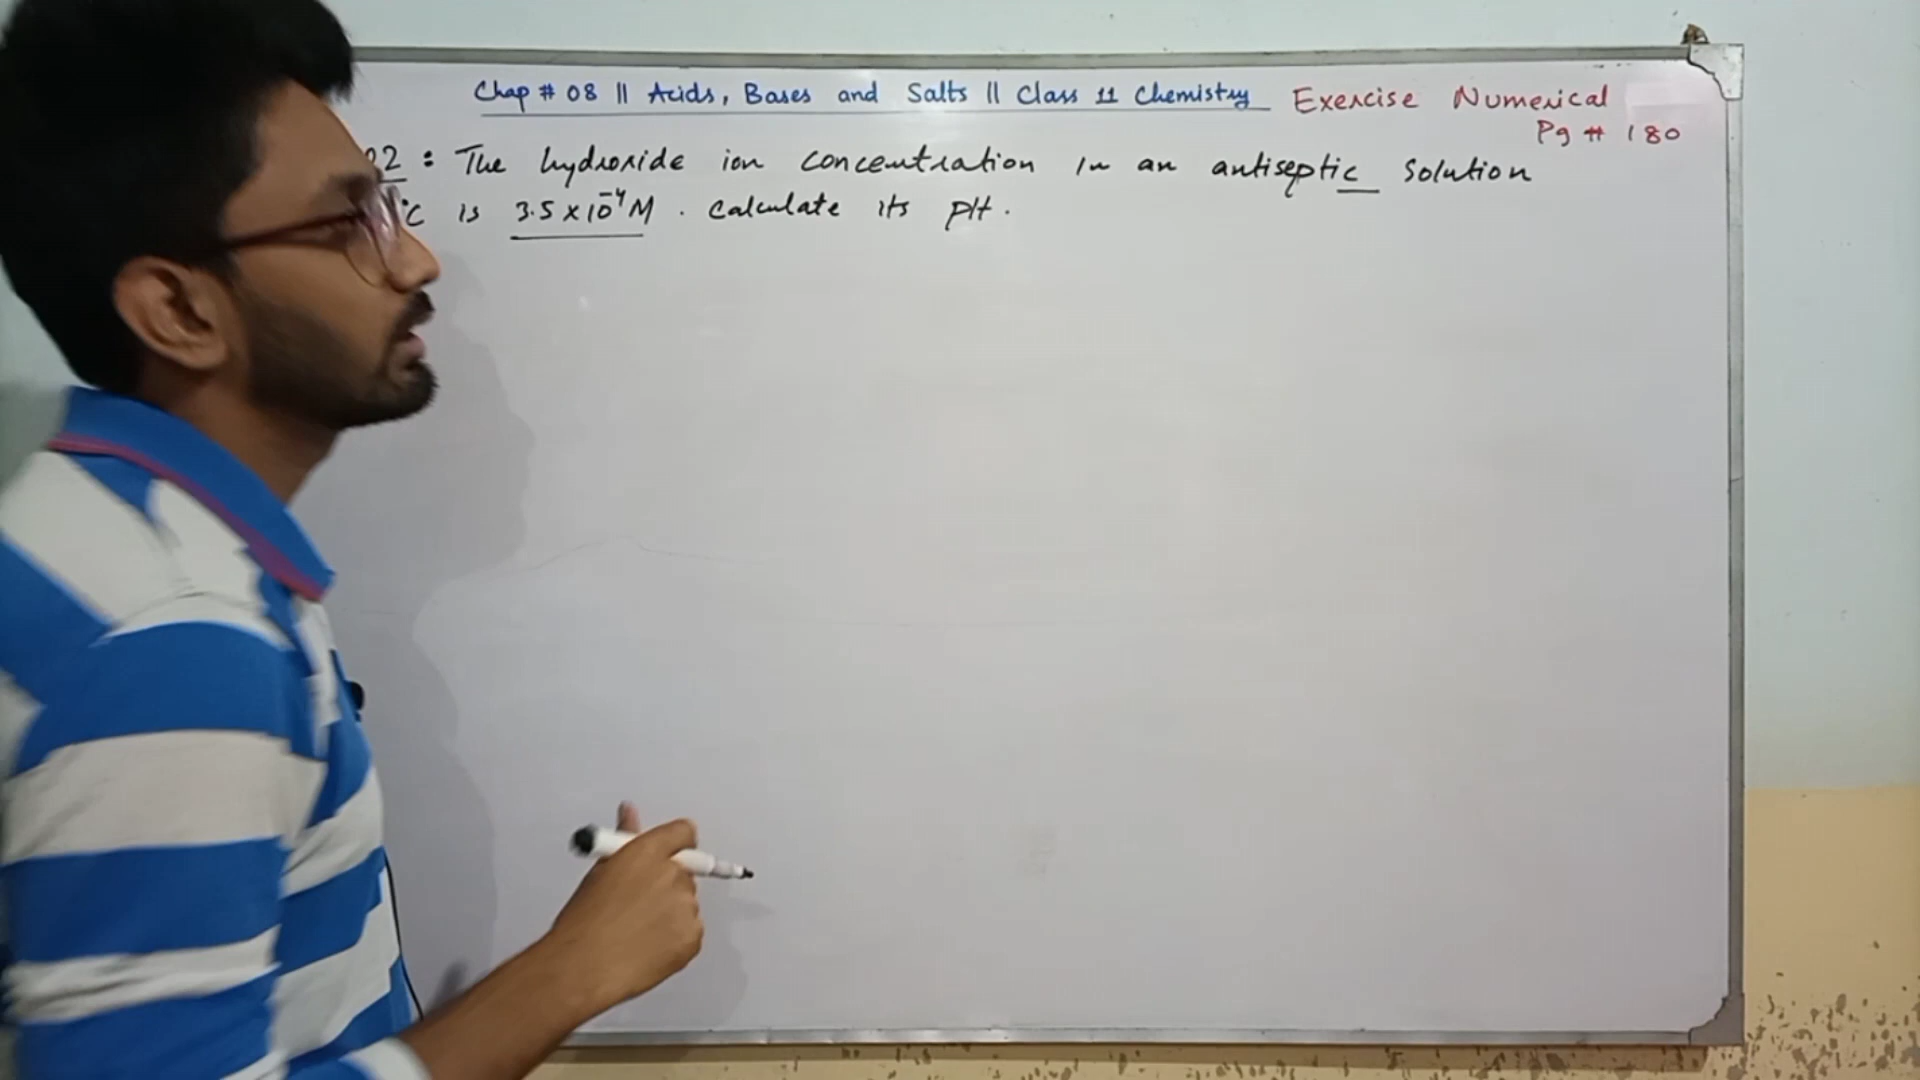 Chap # 08 || Acids, Bases and Salts || Class 11 Chemistry Exercise Numerical
Pg # 180
02 : The hydroxide ion concentration in an antiseptic solution
°C is 3.5 x 10⁻⁴ M . Calculate its pH .